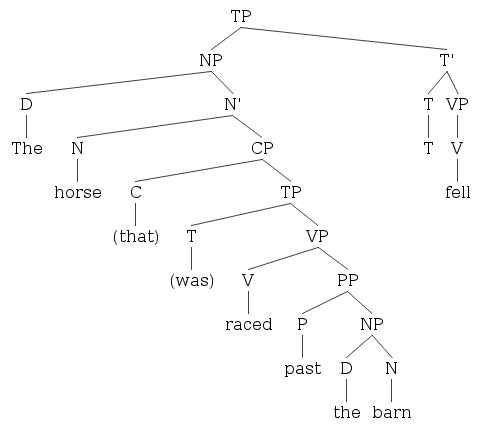 TP
NP T'
D N' T VP
The N CP T V
horse C TP fell
(that) T VP
(was) V PP
raced P NP
past D N
the barn